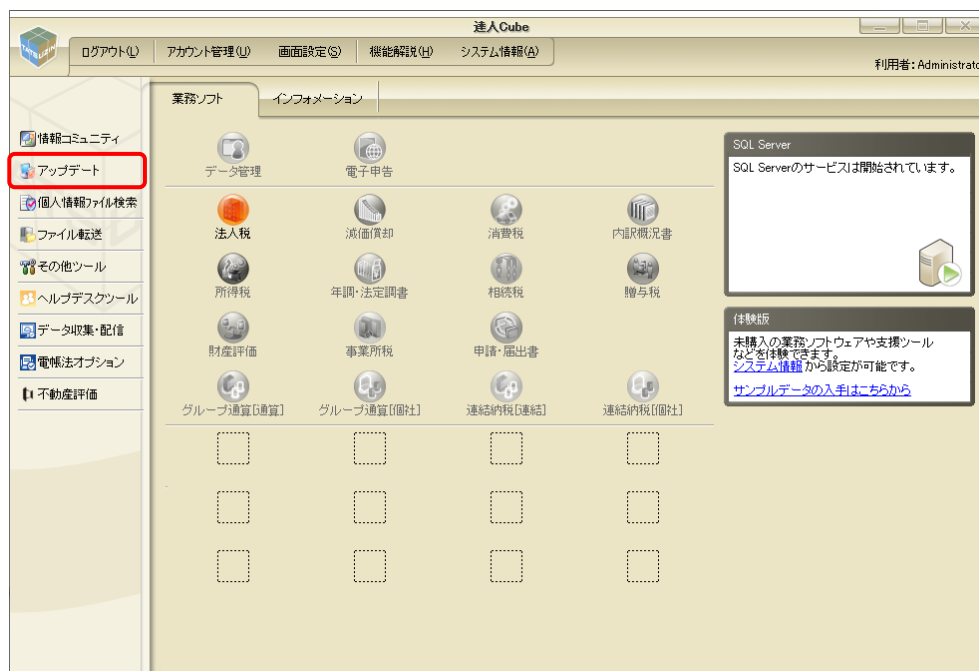 達人Cube
ログアウト(L) アカウント管理(U) 画面設定(S) 機能解説(H) システム情報(A)
利用者：Administrato
業務ソフト インフォメーション
情報コミュニティ
アップデート
個人情報ファイル検索
ファイル転送
その他ツール
ヘルプデスクツール
データ収集・配信
電帳法オプション
不動産評価
データ管理 電子申告
法人税 減価償却 消費税 内訳概況書
所得税 年調・法定調書 相続税 贈与税
財産評価 事業所税 申請・届出書
グループ通算[通算] グループ通算[個社] 連結納税[連結] 連結納税[個社]
SQL Server
SQL Serverのサービスは開始されています。
体験版
未購入の業務ソフトウェアや支援ツール
などを体験できます。
システム情報 から設定が可能です。
サンプルデータの入手はこちらから